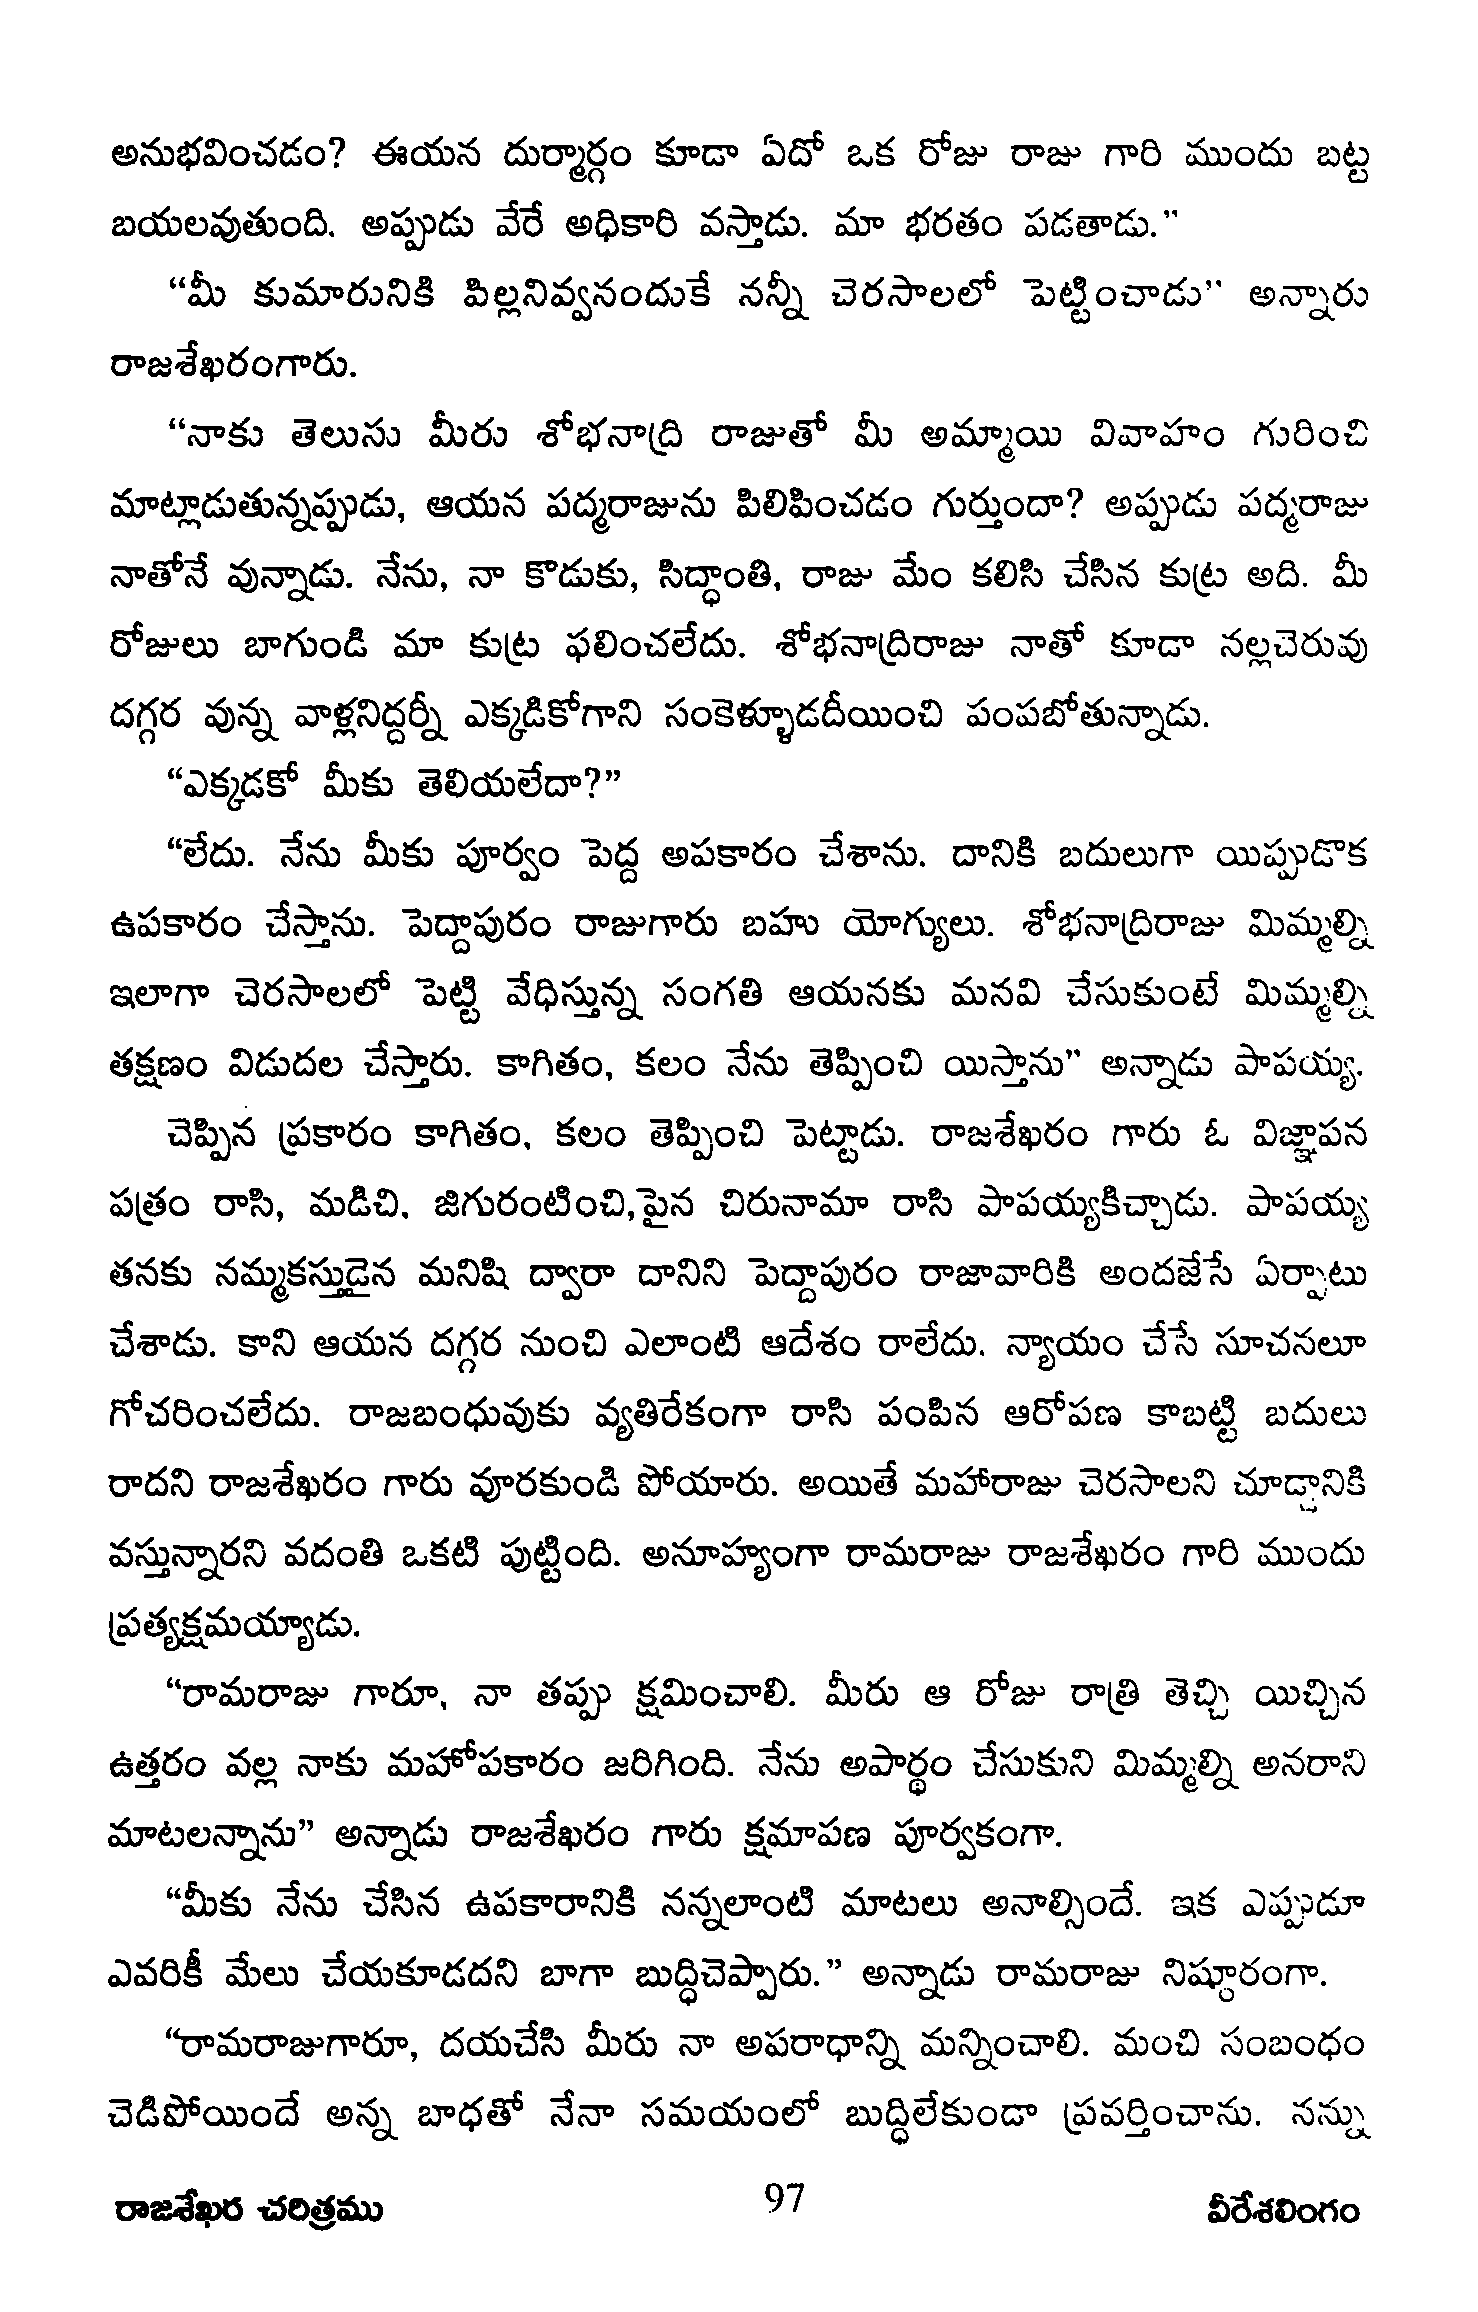 అనుభవించడం? ఈయన దుర్మార్గం కూడా ఏదో ఒక రోజు రాజు గారి ముందు బట్ట
బయలవుతుంది. అప్పుడు వేరే అధికారి వస్తాడు. మా భరతం పడతాడు.”
“మీ కుమారునికి పిల్లనివ్వనందుకే నన్నీ చెరసాలలో పెట్టించాడు” అన్నారు
రాజశేఖరంగారు.
“నాకు తెలుసు మీరు శోభనాద్రి రాజుతో మీ అమ్మాయి వివాహం గురించి
మాట్లాడుతున్నప్పుడు, ఆయన పద్మరాజును పిలిపించడం గుర్తుందా? అప్పుడు పద్మరాజు
నాతోనే వున్నాడు. నేను, నా కొడుకు, సిద్ధాంతి, రాజు మేం కలిసి చేసిన కుట్ర అది. మీ
రోజులు బాగుండి మా కుట్ర ఫలించలేదు. శోభనాద్రిరాజు నాతో కూడా నల్లచెరువు
దగ్గర వున్న వాళ్లనిద్దర్నీ ఎక్కడికోగాని సంకెళ్ళూడదీయించి పంపబోతున్నాడు.
“ఎక్కడకో మీకు తెలియలేదా?”
“లేదు. నేను మీకు పూర్వం పెద్ద అపకారం చేశాను. దానికి బదులుగా యిప్పుడొక
ఉపకారం చేస్తాను. పెద్దాపురం రాజుగారు బహు యోగ్యులు. శోభనాద్రిరాజు మిమ్మల్ని
ఇలాగా చెరసాలలో పెట్టి వేధిస్తున్న సంగతి ఆయనకు మనవి చేసుకుంటే మిమ్మల్ని
తక్షణం విడుదల చేస్తారు. కాగితం, కలం నేను తెప్పించి యిస్తాను” అన్నాడు పాపయ్య.
చెప్పిన ప్రకారం కాగితం, కలం తెప్పించి పెట్టాడు. రాజశేఖరం గారు ఓ విజ్ఞాపన
పత్రం రాసి, మడిచి, జిగురంటించి,పైన చిరునామా రాసి పాపయ్యకిచ్చాడు. పాపయ్య
తనకు నమ్మకస్తుడైన మనిషి ద్వారా దానిని పెద్దాపురం రాజావారికి అందజేసే ఏర్పాటు
చేశాడు. కాని ఆయన దగ్గర నుంచి ఎలాంటి ఆదేశం రాలేదు. న్యాయం చేసే సూచనలూ
గోచరించలేదు. రాజబంధువుకు వ్యతిరేకంగా రాసి పంపిన ఆరోపణ కాబట్టి బదులు
రాదని రాజశేఖరం గారు వూరకుండి పోయారు. అయితే మహారాజు చెరసాలని చూడ్డానికి
వస్తున్నారని వదంతి ఒకటి పుట్టింది. అనూహ్యంగా రామరాజు రాజశేఖరం గారి ముందు
ప్రత్యక్షమయ్యాడు.
“రామరాజు గారూ, నా తప్పు క్షమించాలి. మీరు ఆ రోజు రాత్రి తెచ్చి యిచ్చిన
ఉత్తరం వల్ల నాకు మహోపకారం జరిగింది. నేను అపార్థం చేసుకుని మిమ్మల్ని అనరాని
మాటలన్నాను” అన్నాడు రాజశేఖరం గారు క్షమాపణ పూర్వకంగా.
“మీకు నేను చేసిన ఉపకారానికి నన్నలాంటి మాటలు అనాల్సిందే. ఇక ఎప్పుడూ
ఎవరికీ మేలు చేయకూడదని బాగా బుద్ధిచెప్పారు.” అన్నాడు రామరాజు నిష్ఠూరంగా.
“రామరాజుగారూ, దయచేసి మీరు నా అపరాధాన్ని మన్నించాలి. మంచి సంబంధం
చెడిపోయిందే అన్న బాధతో నేనా సమయంలో బుద్ధిలేకుండా ప్రవర్తించాను. నన్ను
రాజశేఖర చరిత్రము 97 వీరేశలింగం